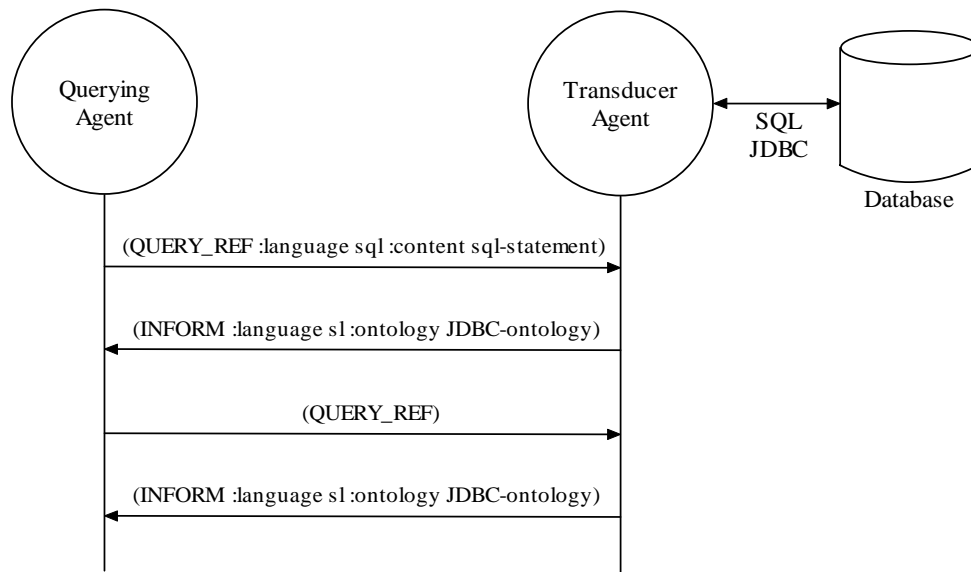 Querying
Agent
Transducer
Agent
SQL
JDBC
Database
(QUERY_REF :language sql :content sql-statement)
(INFORM :language sl :ontology JDBC-ontology)
(QUERY_REF)
(INFORM :language sl :ontology JDBC-ontology)